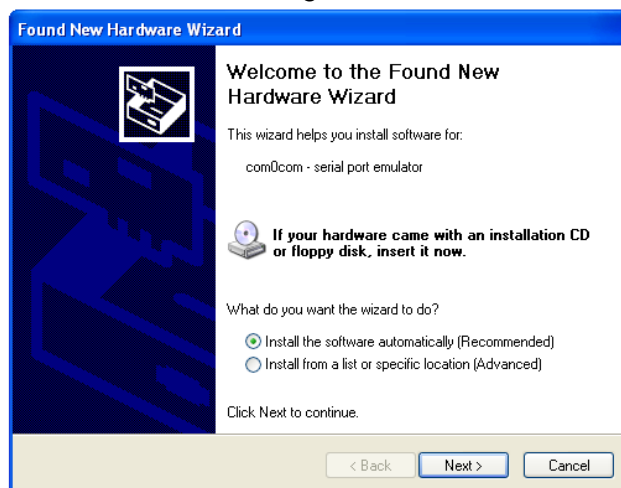 Found New Hardware Wizard
Welcome to the Found New
Hardware Wizard
This wizard helps you install software for:
com0com - serial port emulator
If your hardware came with an installation CD
or floppy disk, insert it now.
What do you want the wizard to do?
Install the software automatically (Recommended)
Install from a list or specific location (Advanced)
Click Next to continue.
< Back Next > Cancel